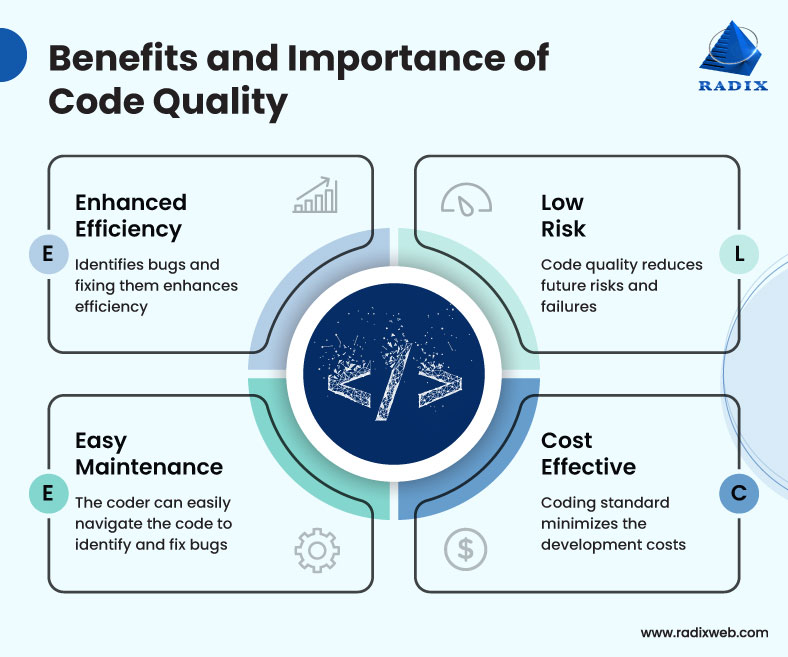 Benefits and Importance of
Code Quality
RADIX
Enhanced
Efficiency
Identifies bugs and
fixing them enhances
efficiency
E
Low
Risk
Code quality reduces
future risks and
failures
L
Easy
Maintenance
The coder can easily
navigate the code to
identify and fix bugs
E
Cost
Effective
Coding standard
minimizes the
development costs
C
$
</>
www.radixweb.com